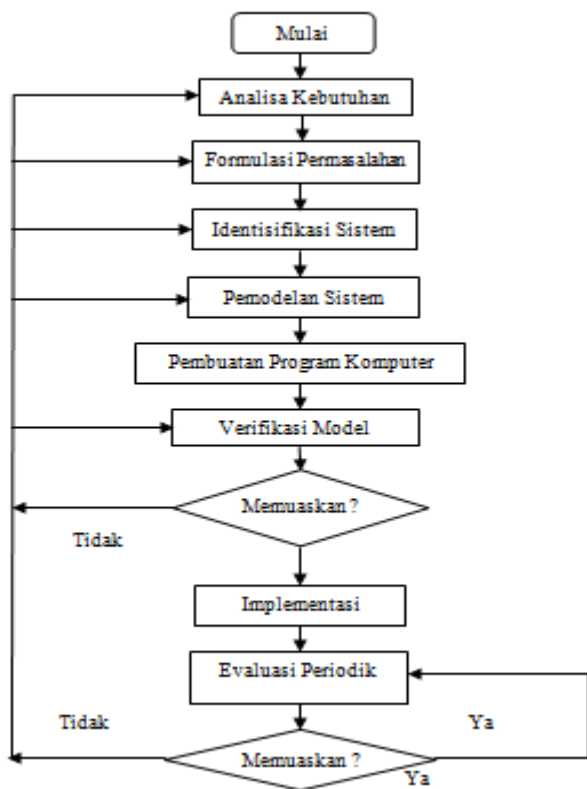 Mulai
Analisa Kebutuhan
Formulasi Permasalahan
Identisifikasi Sistem
Pemodelan Sistem
Pembuatan Program Komputer
Verifikasi Model
Memuaskan ?
Tidak
Implementasi
Evaluasi Periodik
Tidak
Ya
Memuaskan ?
Ya